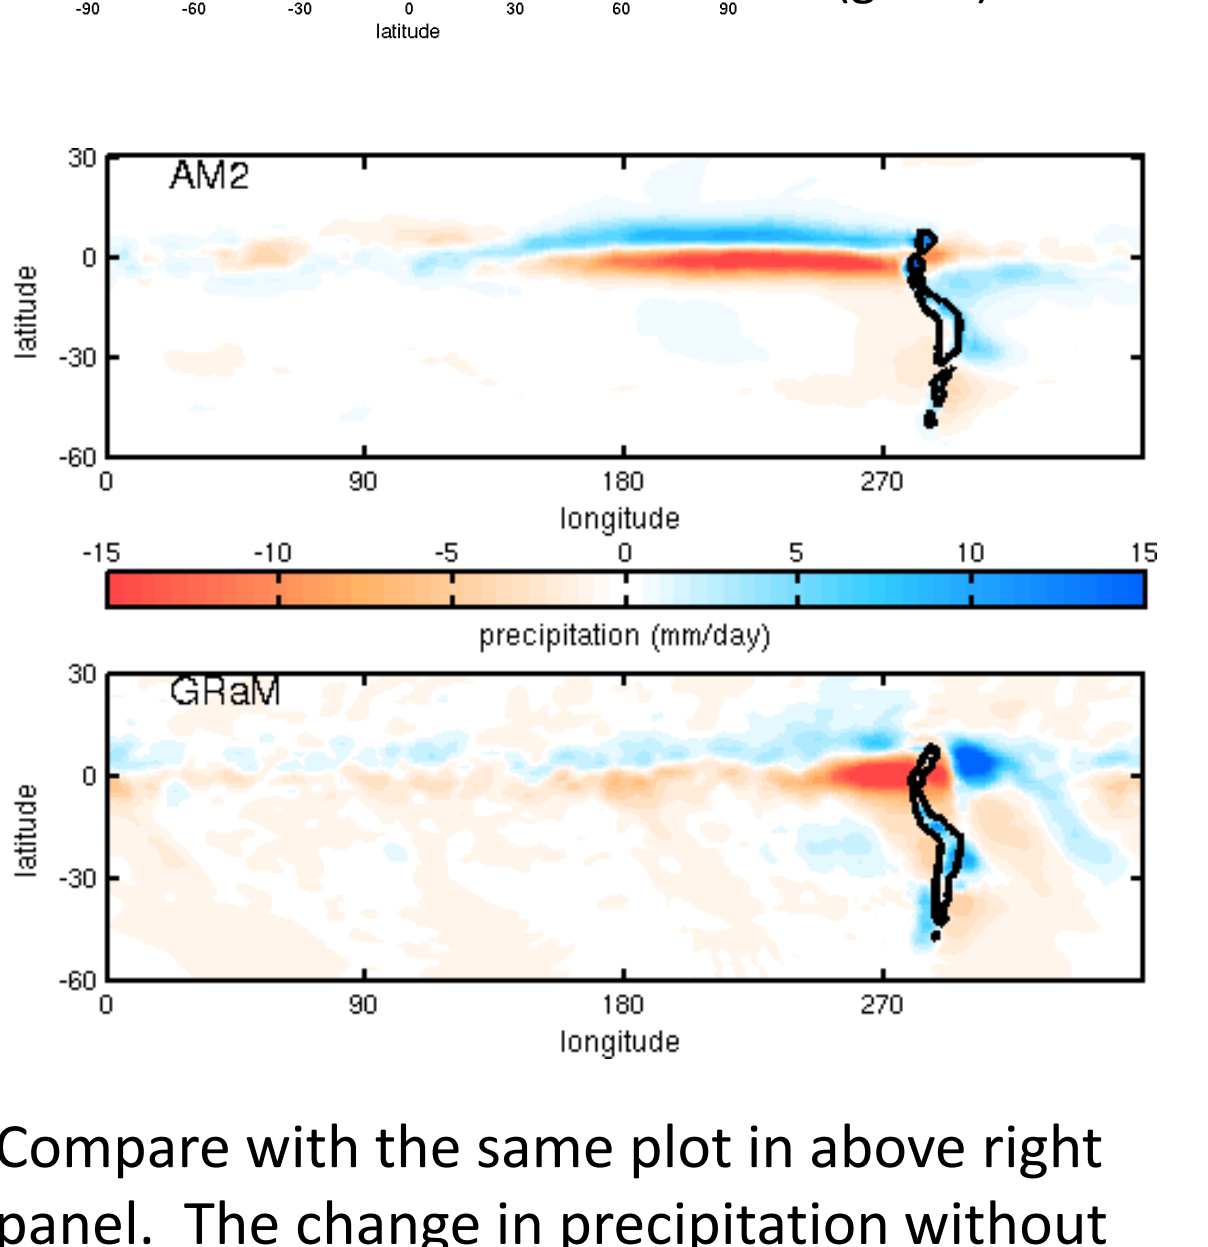 -90 -60 -30 0 30 60 90
latitude
30
AM2
0
latitude
-30
-60
0 90 180 270
longitude
-15 -10 -5 0 5 10 15
precipitation (mm/day)
30
GRaM
0
latitude
-30
-60
0 90 180 270
longitude
Compare with the same plot in above right
panel. The change in precipitation without